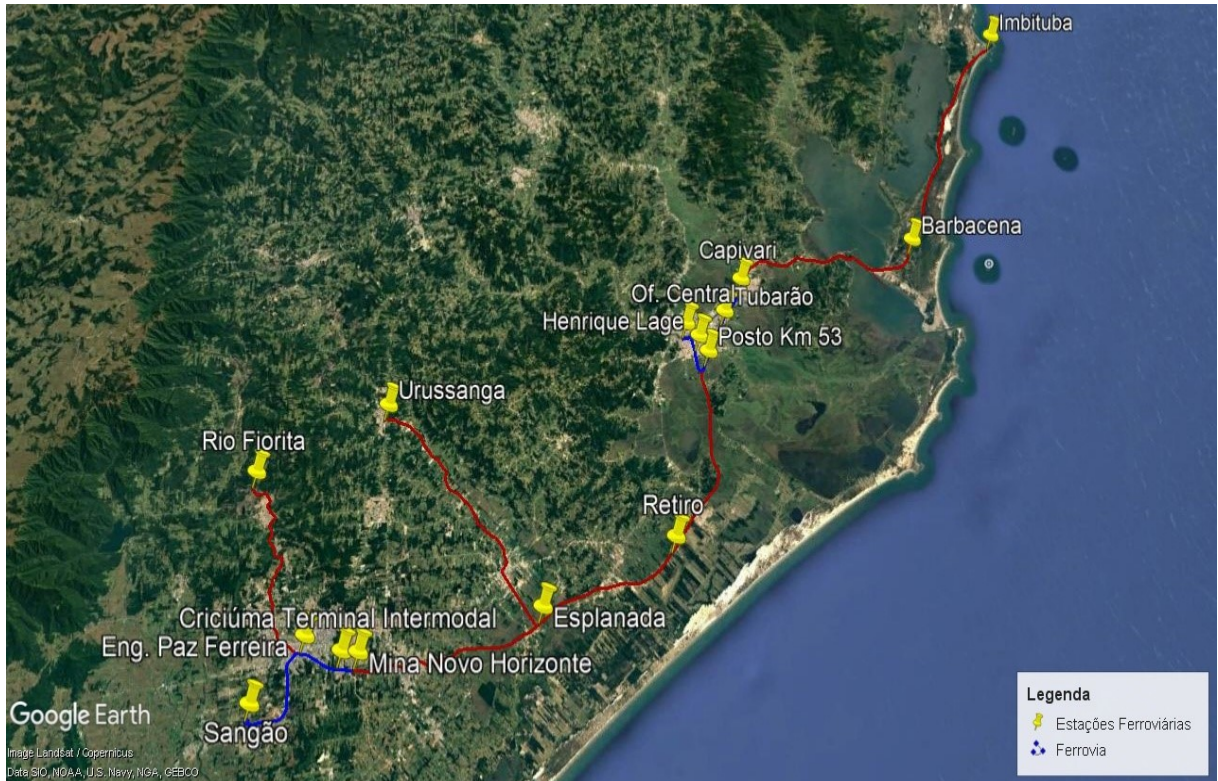 Imbituba
Barbacena
Capivari
Of. Central
Tubarão
Henrique Lage
Posto Km 53
Urussanga
Rio Fiorita
Retiro
Esplanada
Criciúma Terminal Intermodal
Eng. Paz Ferreira
Mina Novo Horizonte
Sangão
Legenda
Estações Ferroviárias
Ferrovia
Google Earth
Image Landsat / Copernicus
Data SIO, NOAA, U.S. Navy, NGA, GEBCO